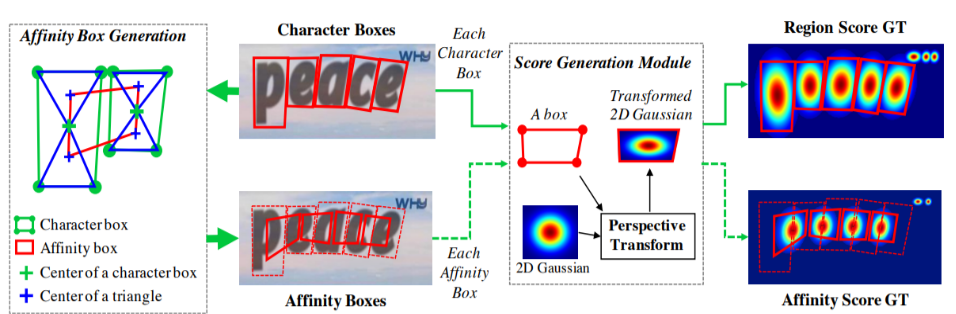 Affinity Box Generation
Character box
Affinity box
Center of a character box
Center of a triangle
Character Boxes
WHY
peace
WHY
peace
Affinity Boxes
Each
Character
Box
Each
Affinity
Box
Score Generation Module
A box
Transformed
2D Gaussian
2D Gaussian
Perspective
Transform
Region Score GT
Affinity Score GT